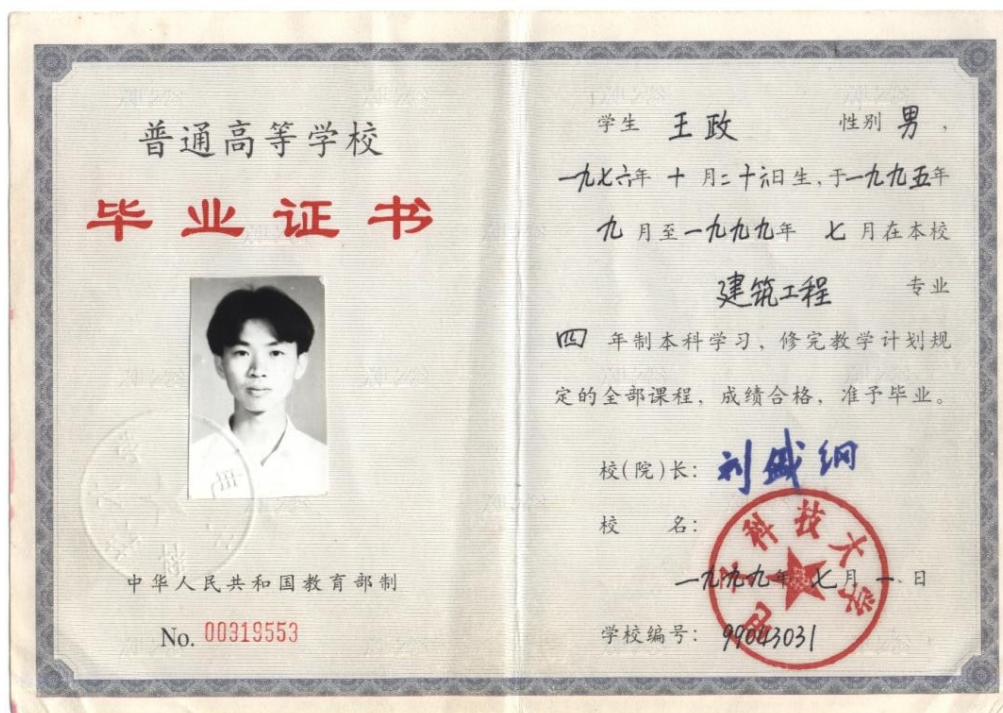 普通高等学校
毕业证书
中华人民共和国教育部制
No. 00319553
学生 王政 性别 男，
一九七六年 十 月二十六日生，于一九九五年
九 月至一九九九年 七 月在本校
建筑工程 专业
四 年制本科学习，修完教学计划规
定的全部课程，成绩合格，准予毕业。
校(院)长：刘盛纲
校 名：
科技大学
一九九九年 七月 一 日
学校编号：99043031